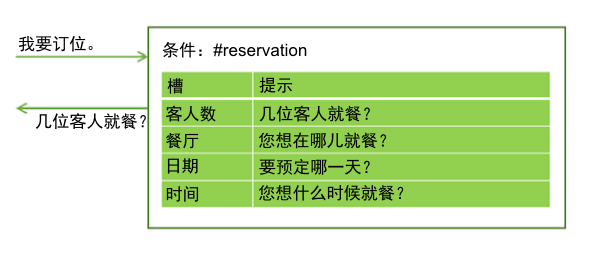 我要订位。
几位客人就餐？
条件：#reservation
槽 提示
客人数 几位客人就餐？
餐厅 您想在哪儿就餐？
日期 要预定哪一天？
时间 您想什么时候就餐？